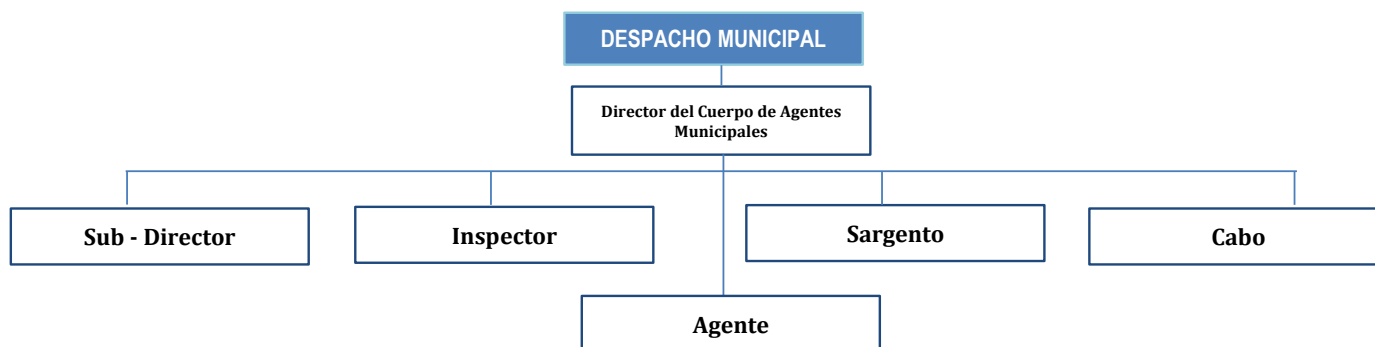 DESPACHO MUNICIPAL
Director del Cuerpo de Agentes
Municipales
Sub - Director
Inspector
Sargento
Cabo
Agente